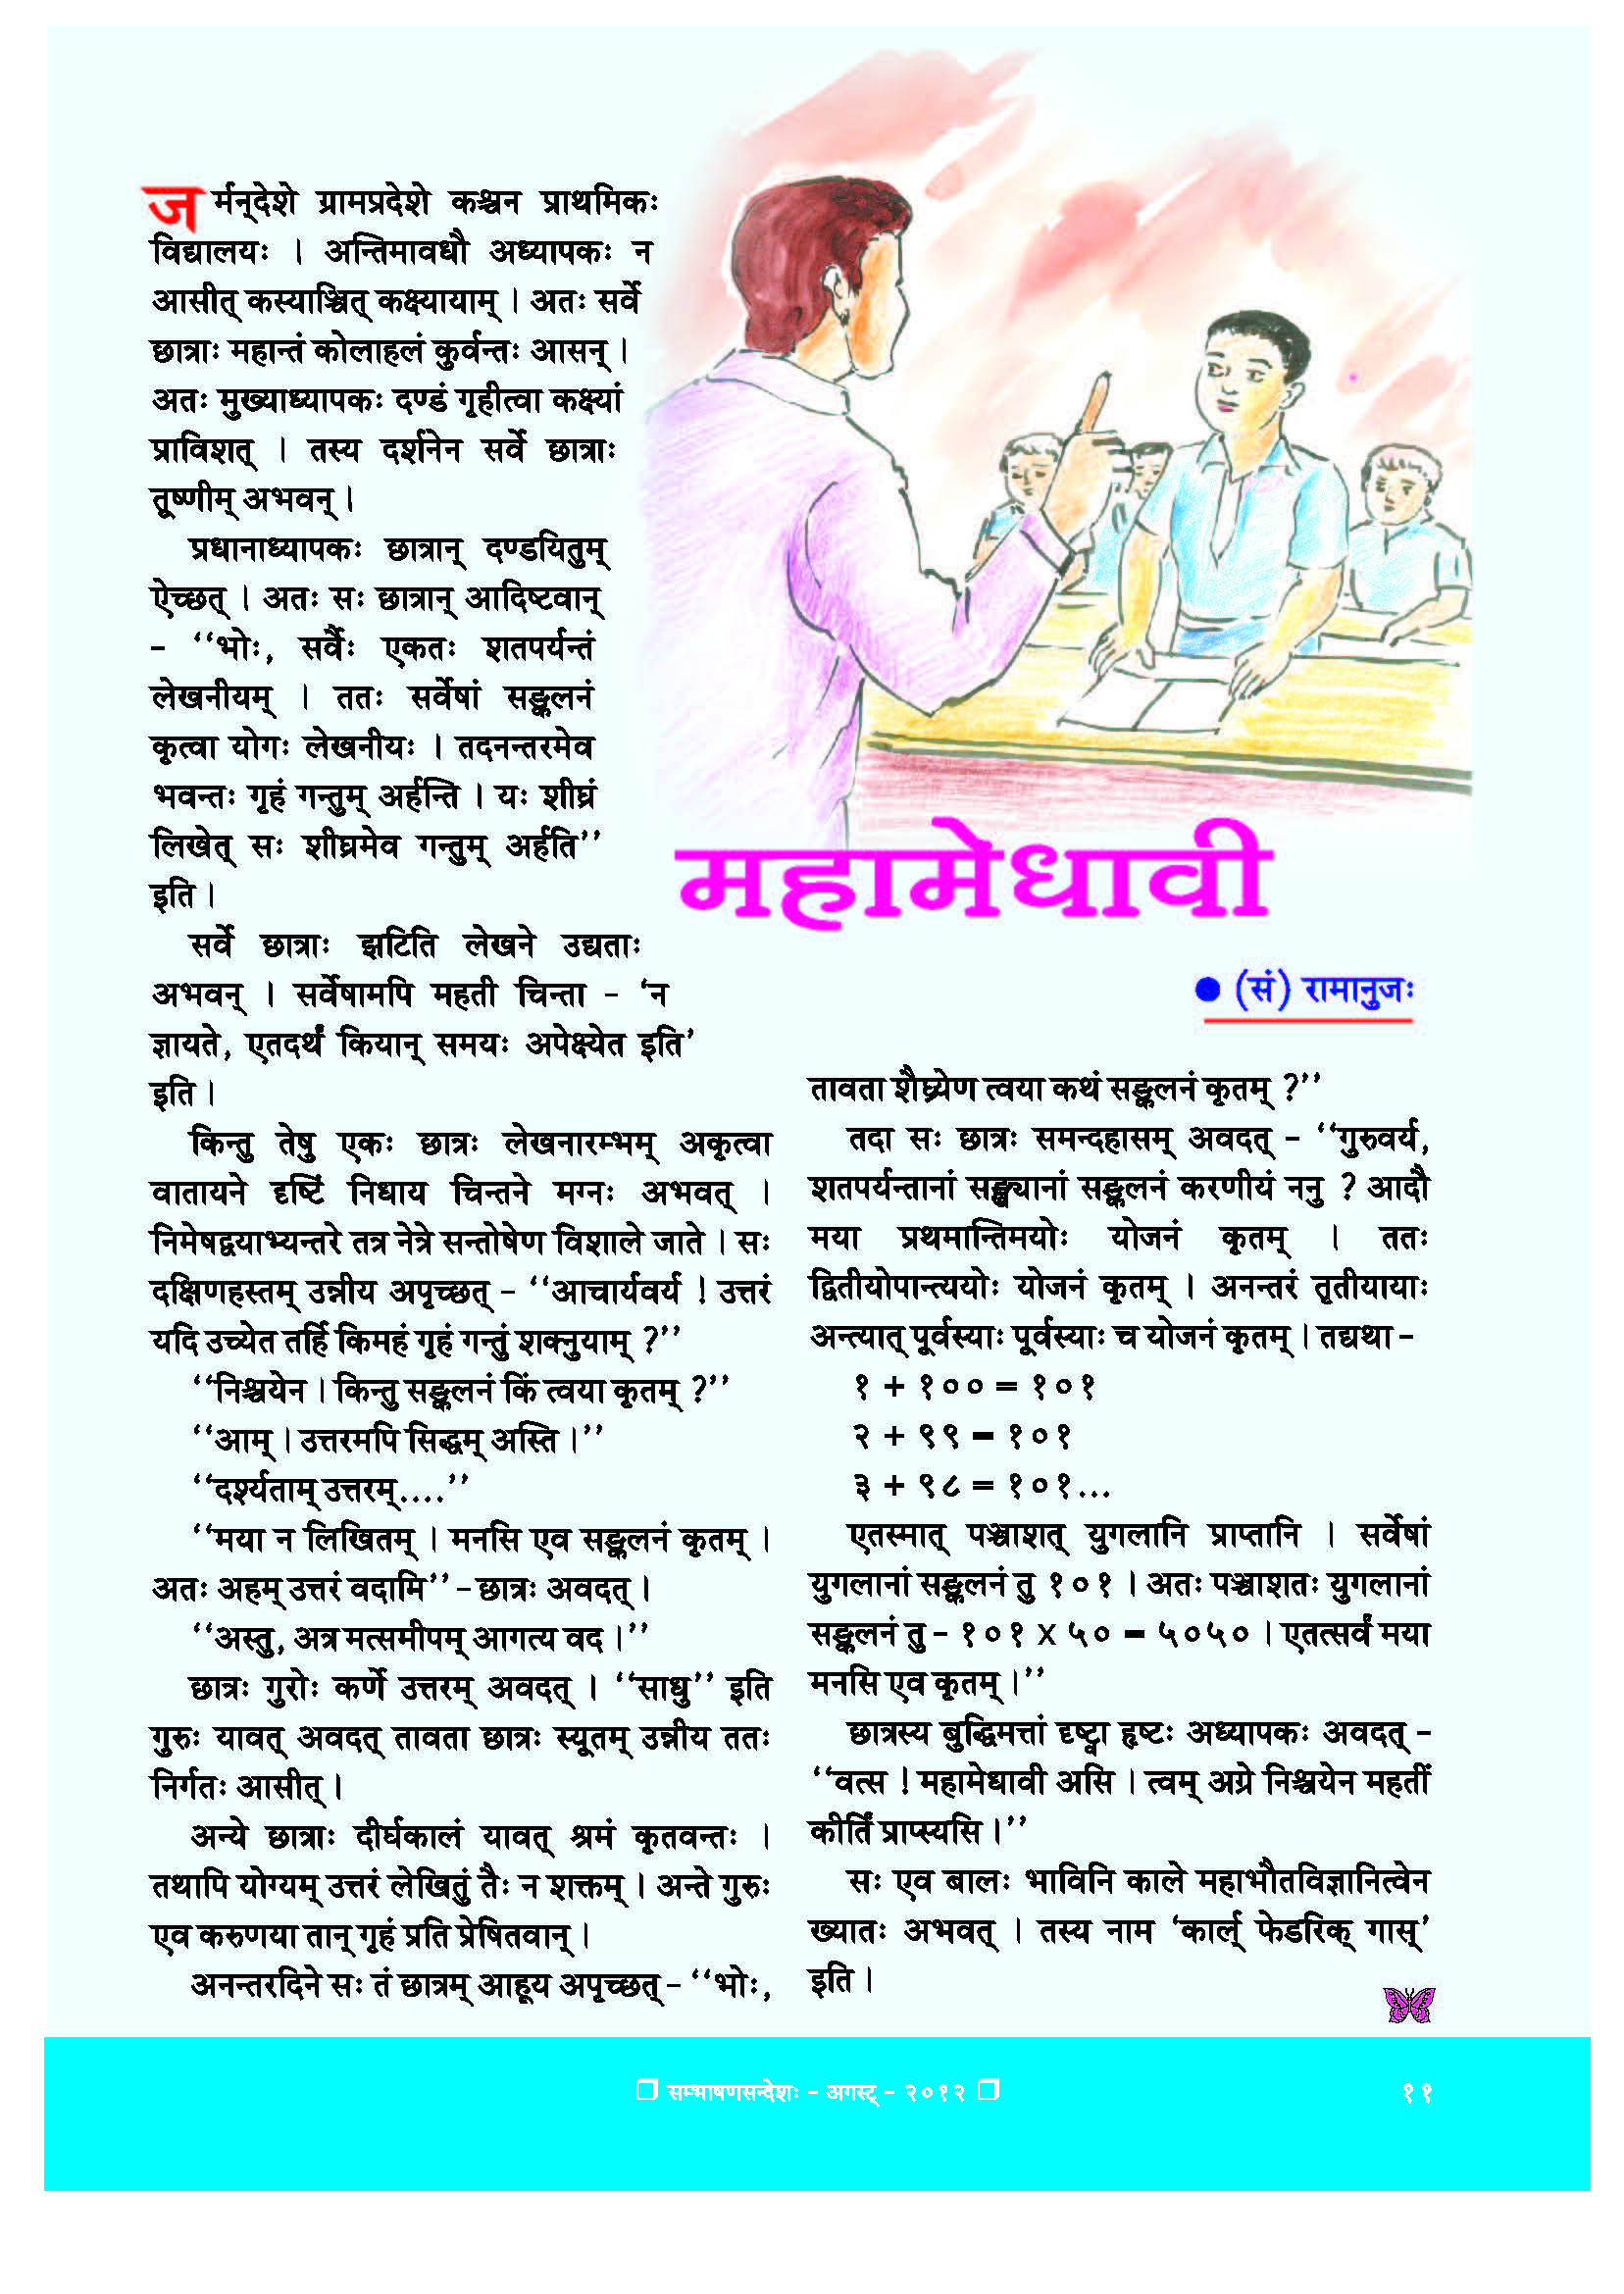 जर्मन्देशे ग्रामप्रदेशे कश्चन प्राथमिकः
विद्यालयः । अन्तिमावधौ अध्यापकः न
आसीत् कस्याञ्चित् कक्ष्यायाम् । अतः सर्वे
छात्राः महान्तं कोलाहलं कुर्वन्तः आसन् ।
अतः मुख्याध्यापकः दण्डं गृहीत्वा कक्ष्यां
प्राविशत् । तस्य दर्शनेन सर्वे छात्राः
तूष्णीम् अभवन् ।
प्रधानाध्यापकः छात्रान् दण्डयितुम्
ऐच्छत् । अतः सः छात्रान् आदिष्टवान्
- ‘‘भोः, सर्वैः एकतः शतपर्यन्तं
लेखनीयम् । ततः सर्वेषां सङ्कलनं
कृत्वा योगः लेखनीयः । तदनन्तरमेव
भवन्तः गृहं गन्तुम् अर्हन्ति । यः शीघ्रं
लिखेत् सः शीघ्रमेव गन्तुम् अर्हति’’
इति ।
सर्वे छात्राः झटिति लेखने उद्यताः
अभवन् । सर्वेषामपि महती चिन्ता - ‘न
ज्ञायते, एतदर्थं कियान् समयः अपेक्ष्येत इति’
इति ।
किन्तु तेषु एकः छात्रः लेखनारम्भम् अकृत्वा
वातायने दृष्टिं निधाय चिन्तने मग्नः अभवत् ।
निमेषद्वयाभ्यन्तरे तत्र नेत्रे सन्तोषेण विशाले जाते । सः
दक्षिणहस्तम् उन्नीय अपृच्छत् - ‘‘आचार्यवर्य ! उत्तरं
यदि उच्येत तर्हि किमहं गृहं गन्तुं शक्नुयाम् ?’’
‘‘निश्चयेन । किन्तु सङ्कलनं किं त्वया कृतम् ?’’
‘‘आम् । उत्तरमपि सिद्धम् अस्ति ।’’
‘‘दर्श्यताम् उत्तरम्....’’
‘‘मया न लिखितम् । मनसि एव सङ्कलनं कृतम् ।
अतः अहम् उत्तरं वदामि’’ - छात्रः अवदत् ।
‘‘अस्तु, अत्र मत्समीपम् आगत्य वद ।’’
छात्रः गुरोः कर्णे उत्तरम् अवदत् । ‘‘साधु’’ इति
गुरुः यावत् अवदत् तावता छात्रः स्यूतम् उन्नीय ततः
निर्गतः आसीत् ।
अन्ये छात्राः दीर्घकालं यावत् श्रमं कृतवन्तः ।
तथापि योग्यम् उत्तरं लेखितुं तैः न शक्तम् । अन्ते गुरुः
एव करुणया तान् गृहं प्रति प्रेषितवान् ।
अनन्तरदिने सः तं छात्रम् आहूय अपृच्छत् - ‘‘भोः,
महामेधावी
● (सं) रामानुजः
तावता शैघ्र्येण त्वया कथं सङ्कलनं कृतम् ?’’
तदा सः छात्रः समन्दहासम् अवदत् - ‘‘गुरुवर्य,
शतपर्यन्तानां सङ्ख्यानां सङ्कलनं करणीयं ननु ? आदौ
मया प्रथमान्तिमयोः योजनं कृतम् । ततः
द्वितीयोपान्त्ययोः योजनं कृतम् । अनन्तरं तृतीयायाः
अन्त्यात् पूर्वस्याः पूर्वस्याः च योजनं कृतम् । तद्यथा -
१ + १०० = १०१
२ + ९९ = १०१
३ + ९८ = १०१...
एतस्मात् पञ्चाशत् युगलानि प्राप्तानि । सर्वेषां
युगलानां सङ्कलनं तु १०१ । अतः पञ्चाशतः युगलानां
सङ्कलनं तु - १०१ x ५० = ५०५० । एतत्सर्वं मया
मनसि एव कृतम् ।’’
छात्रस्य बुद्धिमत्तां दृष्ट्वा हृष्टः अध्यापकः अवदत् -
‘‘वत्स ! महामेधावी असि । त्वम् अग्रे निश्चयेन महतीं
कीर्तिं प्राप्स्यसि ।’’
सः एव बालः भाविनि काले महाभौतविज्ञानित्वेन
ख्यातः अभवत् । तस्य नाम ‘कार्ल् फेडरिक् गास्’
इति ।
❐ सम्भाषणसन्देशः - अगस्ट् - २०१२ ❐
११